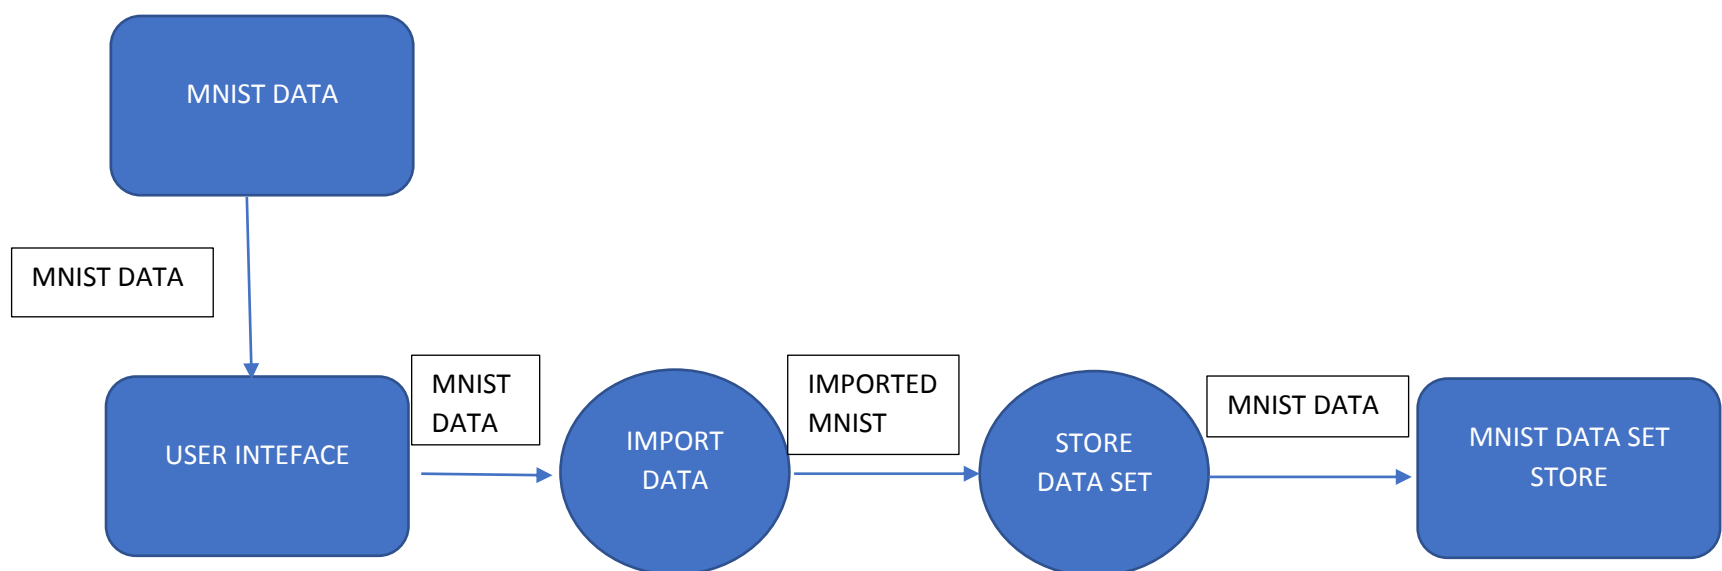 MNIST DATA
MNIST DATA
USER INTEFACE
MNIST
DATA
IMPORT
DATA
IMPORTED
MNIST
STORE
DATA SET
MNIST DATA
MNIST DATA SET
STORE